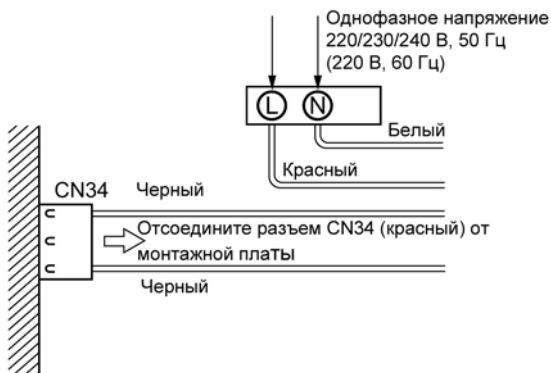 Однофазное напряжение
220/230/240 В, 50 Гц
(220 В, 60 Гц)
L N
Белый
Красный
CN34
Черный
Отсоедините разъем CN34 (красный) от
монтажной платы
Черный